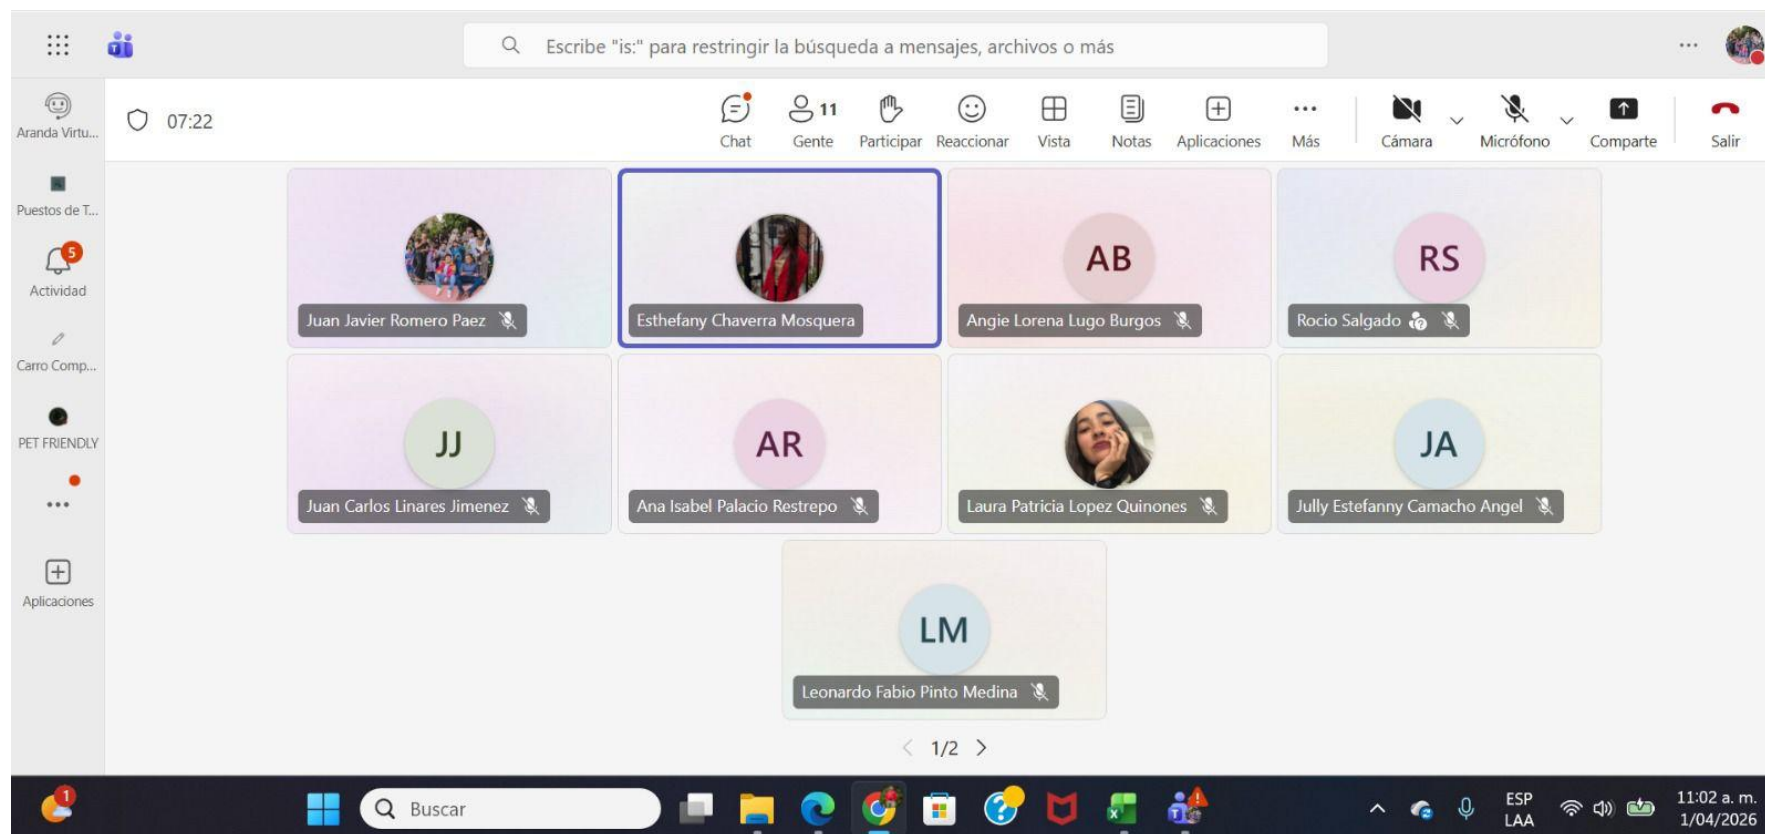 Escribe "is:" para restringir la búsqueda a mensajes, archivos o más
Aranda Virtu...
07:22
11
Chat
Gente
Participar
Reaccionar
Vista
Notas
Aplicaciones
Más
Cámara
Micrófono
Comparte
Salir
Puestos de T...
5
Actividad
Carro Comp...
PET FRIENDLY
Aplicaciones
Juan Javier Romero Paez
Esthefany Chaverra Mosquera
AB
Angie Lorena Lugo Burgos
RS
Rocio Salgado
JJ
Juan Carlos Linares Jimenez
AR
Ana Isabel Palacio Restrepo
Laura Patricia Lopez Quinones
JA
Jully Estefanny Camacho Angel
LM
Leonardo Fabio Pinto Medina
1/2
1
Buscar
ESP
LAA
11:02 a. m.
1/04/2026